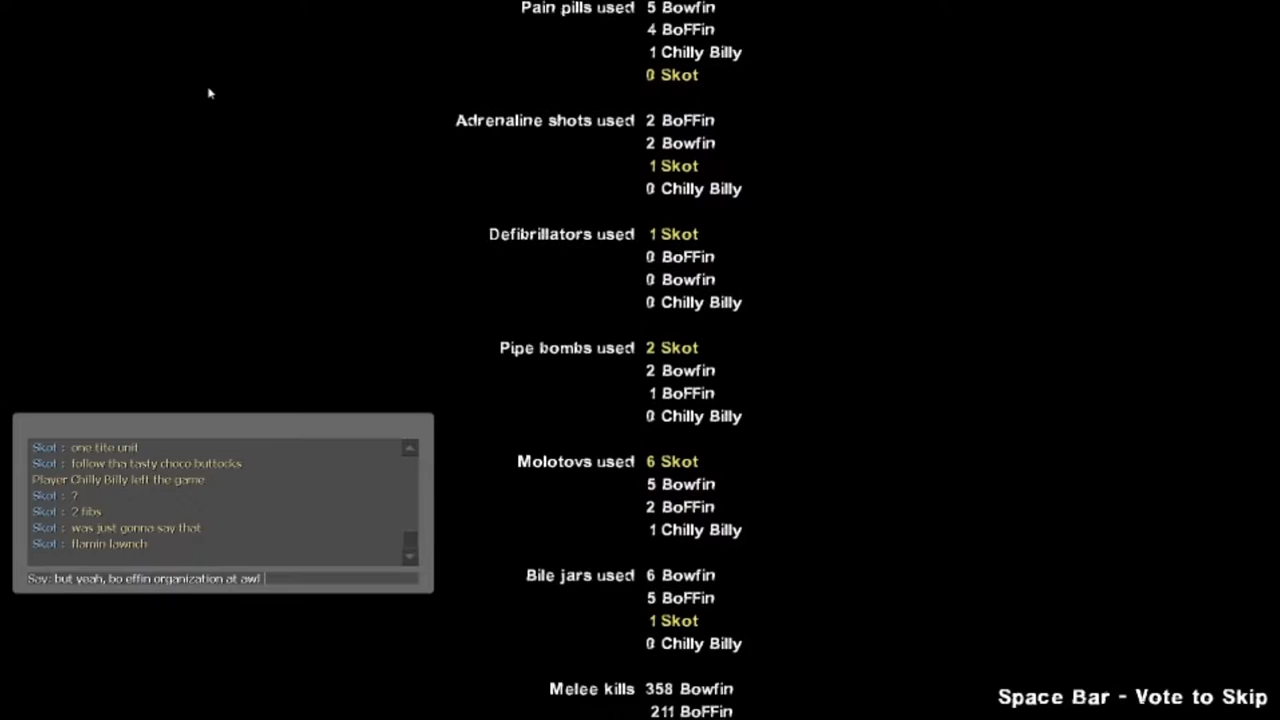 Pain pills used 5 Bowfin
4 BoFFin
1 Chilly Billy
0 Skot
Adrenaline shots used 2 BoFFin
2 Bowfin
1 Skot
0 Chilly Billy
Defibrillators used 1 Skot
0 BoFFin
0 Bowfin
0 Chilly Billy
Pipe bombs used 2 Skot
2 Bowfin
1 BoFFin
0 Chilly Billy
Skot : one tite unit
Skot : follow tha tasty choco buttocks
Player Chilly Billy left the game
Skot : ?
Skot : 2 fibs
Skot : was just gonna say that
Skot : flamin lawnch
Say: but yeah, bo effin organization at awl
Molotovs used 6 Skot
5 Bowfin
2 BoFFin
1 Chilly Billy
Bile jars used 6 Bowfin
5 BoFFin
1 Skot
0 Chilly Billy
Melee kills 358 Bowfin
211 BoFFin
Space Bar - Vote to Skip